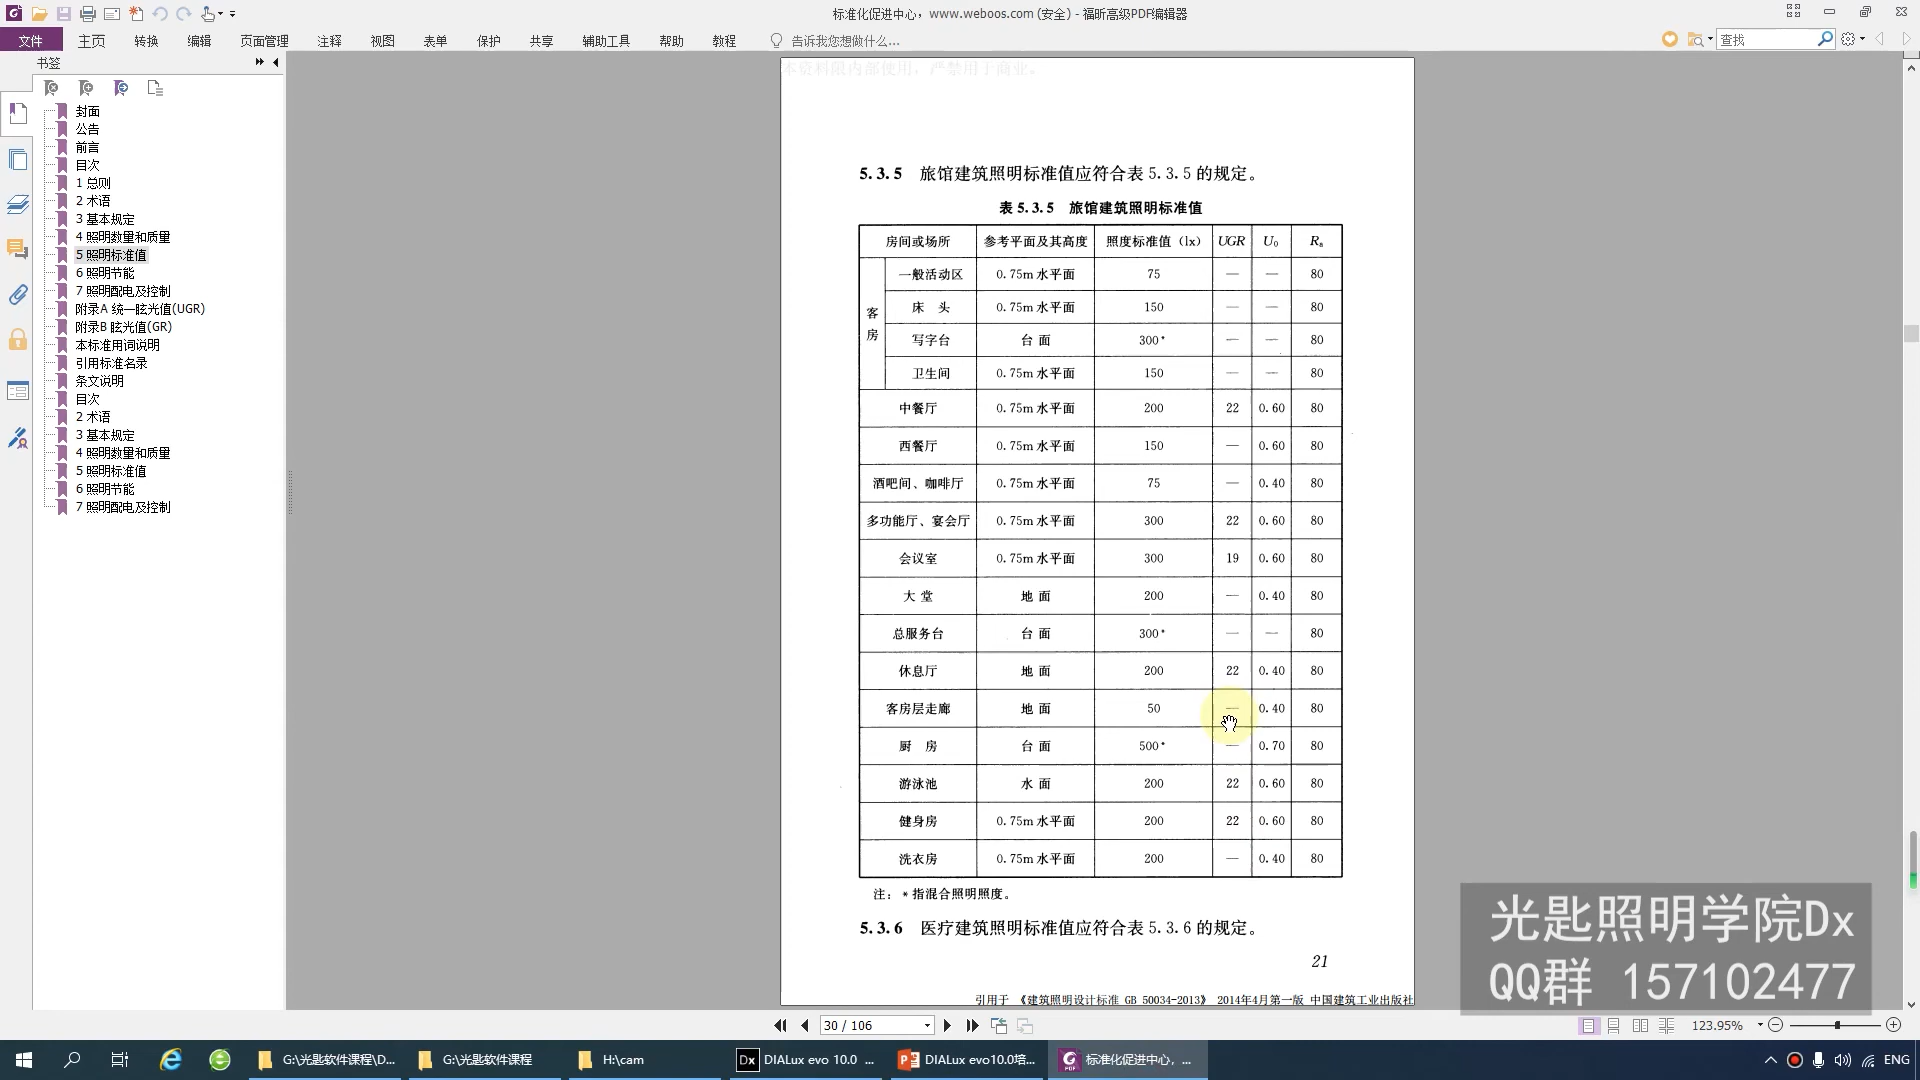 标准化促进中心，www.weboos.com (安全) - 福昕高级PDF编辑器
文件 主页 转换 编辑 页面管理 注释 视图 表单 保护 共享 辅助工具 帮助 教程 告诉我您想做什么... 查找
书签
封面
公告
前言
目次
1 总则
2 术语
3 基本规定
4 照明数量和质量
5 照明标准值
6 照明节能
7 照明配电及控制
附录A 统一眩光值(UGR)
附录B 眩光值(GR)
本标准用词说明
引用标准名录
条文说明
目次
2 术语
3 基本规定
4 照明数量和质量
5 照明标准值
6 照明节能
7 照明配电及控制
本资料限内部使用，严禁用于商业。
5.3.5 旅馆建筑照明标准值应符合表 5.3.5 的规定。
表 5.3.5 旅馆建筑照明标准值
房间或场所 参考平面及其高度 照度标准值（lx） UGR U₀ Rₐ
客房 一般活动区 0.75m 水平面 75 — — 80
床 头 0.75m 水平面 150 — — 80
写字台 台 面 300* — — 80
卫生间 0.75m 水平面 150 — — 80
中餐厅 0.75m 水平面 200 22 0.60 80
西餐厅 0.75m 水平面 150 — 0.60 80
酒吧间、咖啡厅 0.75m 水平面 75 — 0.40 80
多功能厅、宴会厅 0.75m 水平面 300 22 0.60 80
会议室 0.75m 水平面 300 19 0.60 80
大 堂 地 面 200 — 0.40 80
总服务台 台 面 300* — — 80
休息厅 地 面 200 22 0.40 80
客房层走廊 地 面 50 — 0.40 80
厨 房 台 面 500* — 0.70 80
游泳池 水 面 200 22 0.60 80
健身房 0.75m 水平面 200 22 0.60 80
洗衣房 0.75m 水平面 200 — 0.40 80
注：*指混合照明照度。
5.3.6 医疗建筑照明标准值应符合表 5.3.6 的规定。
21
引用于 《建筑照明设计标准 GB 50034-2013》 2014年4月第一版 中国建筑工业出版社
光匙照明学院Dx
QQ群 157102477
30 / 106 123.95%
G:\光匙软件课程\D... G:\光匙软件课程 H:\cam Dx DIALux evo 10.0 ... DIALux evo10.0培... 标准化促进中心，... ENG